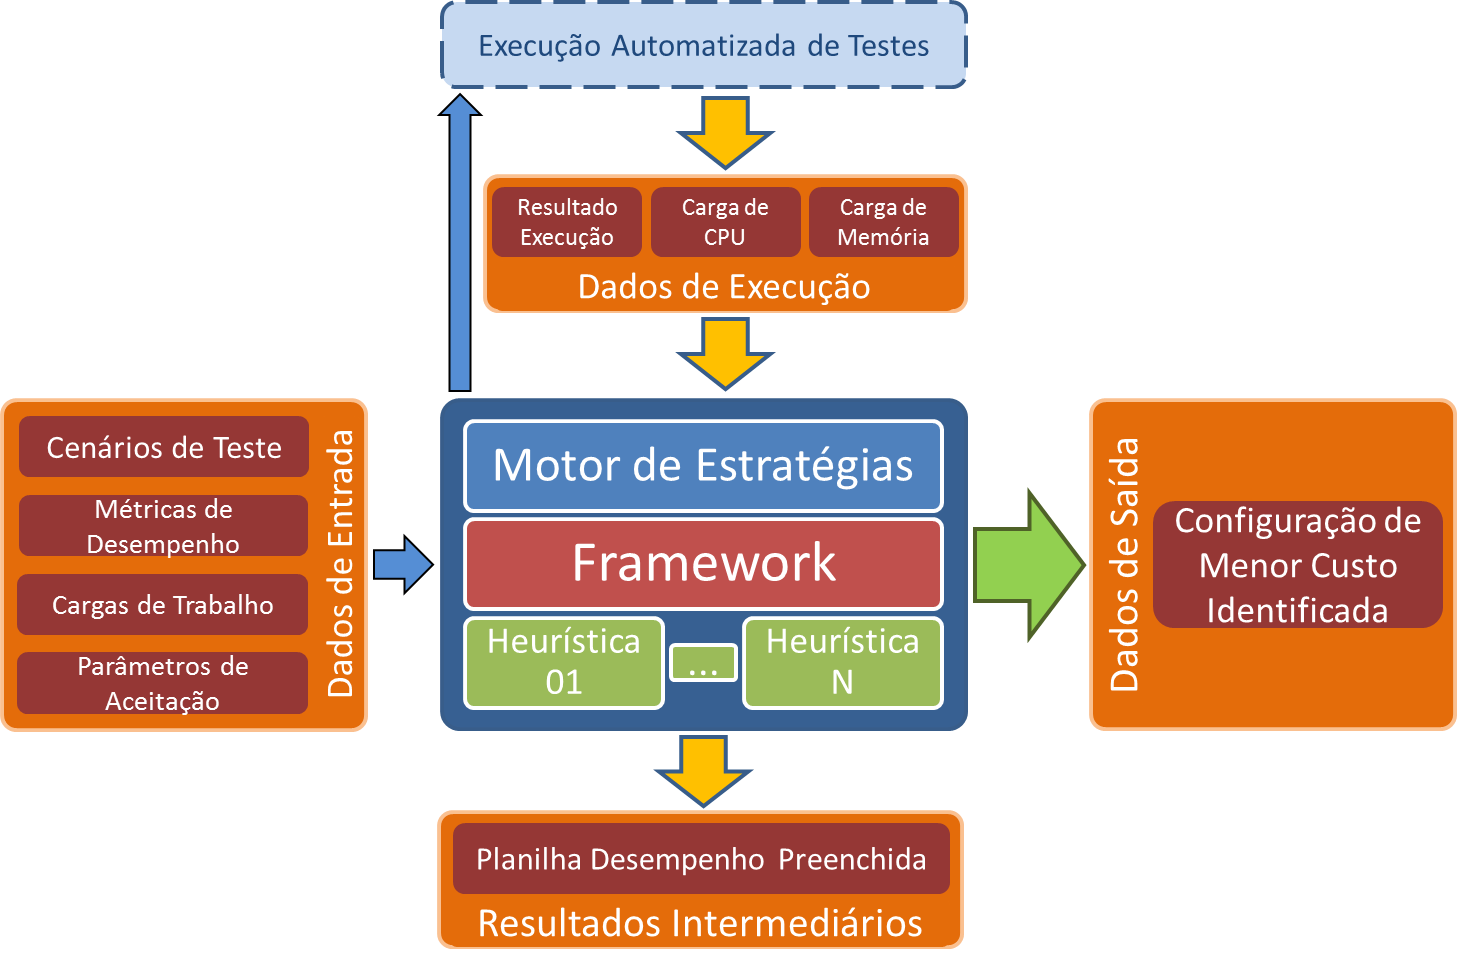 Execução Automatizada de Testes
Resultado
Execução
Carga de
CPU
Carga de
Memória
Dados de Execução
Cenários de Teste
Métricas de
Desempenho
Cargas de Trabalho
Parâmetros de
Aceitação
Dados de Entrada
Motor de Estratégias
Framework
Heurística
01
...
Heurística
N
Dados de Saída
Configuração de
Menor Custo
Identificada
Planilha Desempenho Preenchida
Resultados Intermediários